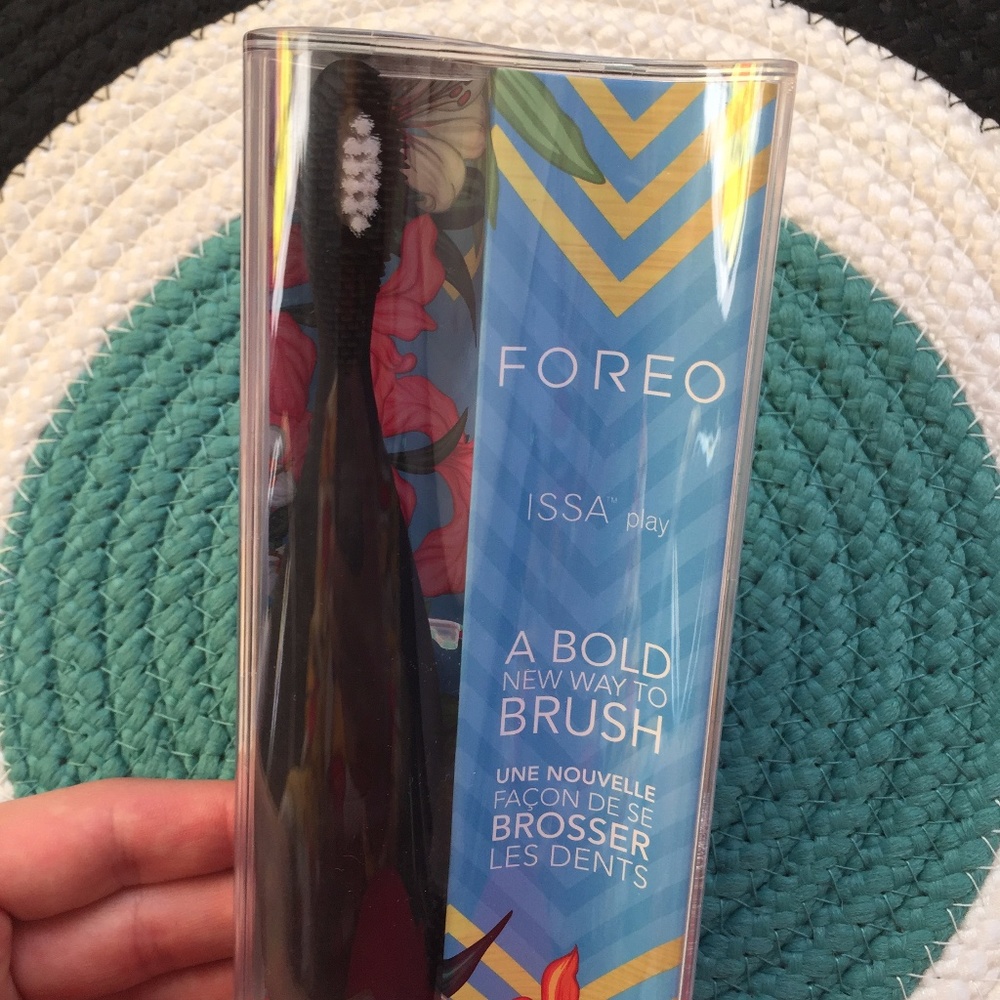 FOREO
ISSA™ play
A BOLD
NEW WAY TO
BRUSH
UNE NOUVELLE
FAÇON DE SE
BROSSER
LES DENTS